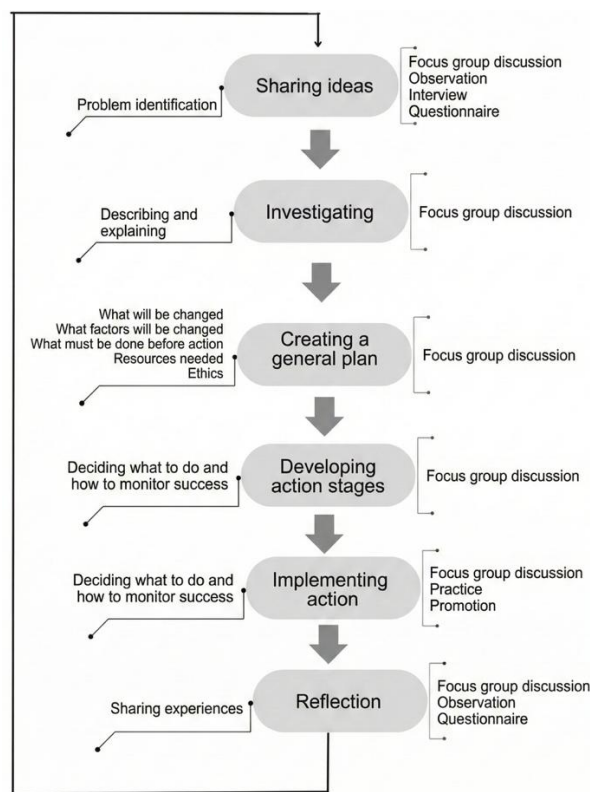 Sharing ideas
Problem identification
Focus group discussion
Observation
Interview
Questionnaire
Investigating
Describing and
explaining
Focus group discussion
What will be changed
What factors will be changed
What must be done before action
Resources needed
Ethics
Creating a
general plan
Focus group discussion
Deciding what to do and
how to monitor success
Developing
action stages
Focus group discussion
Deciding what to do and
how to monitor success
Implementing
action
Focus group discussion
Practice
Promotion
Sharing experiences
Reflection
Focus group discussion
Observation
Questionnaire